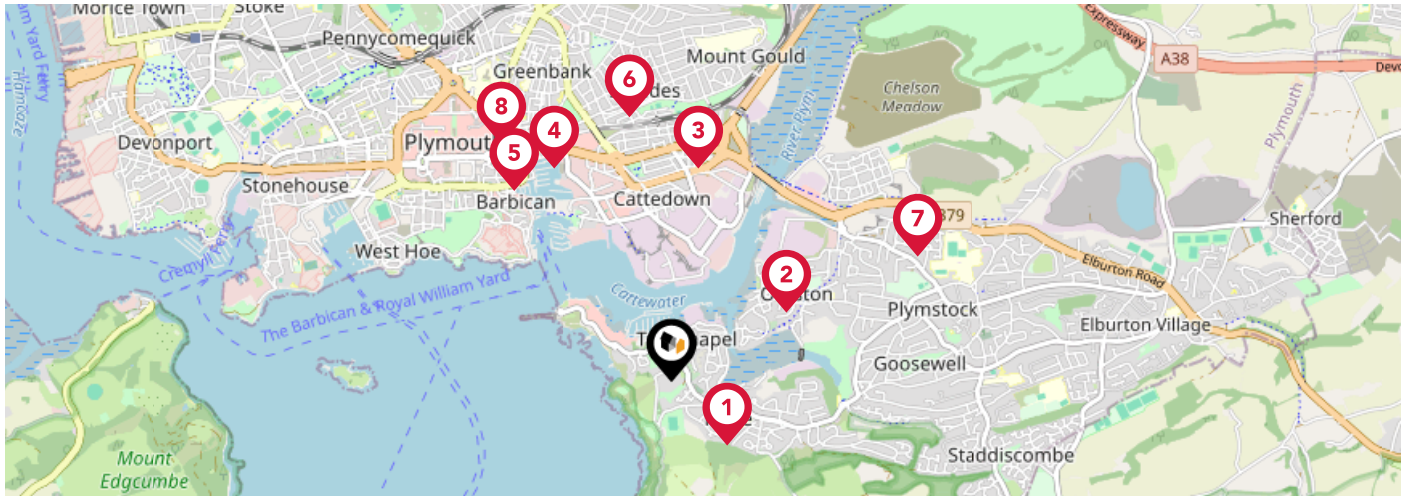 Morice Town
Stoke
Pennycomequick
Mount Gould
Expressway
A38
Greenbank
6
Chelson
Meadow
8
4
3
River Plym
Plymouth
Devonport
5
Stonehouse
Barbican
Cattedown
7
Sherford
West Hoe
Cremyll Ferry
Elburton Road
2
The Barbican & Royal William Yard
Cattewater
Plymstock
Elburton Village
Goosewell
1
Staddiscombe
Mount
Edgcumbe